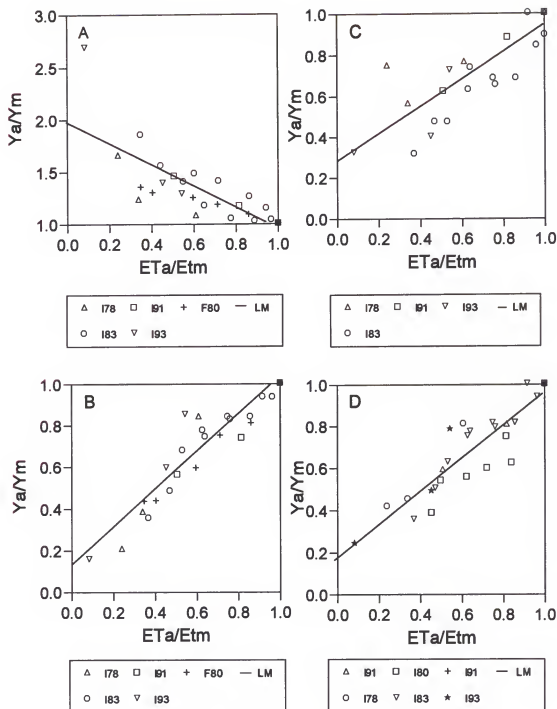 A
Ya/Ym
3.0
2.5
2.0
1.5
1.0
0.0 0.2 0.4 0.6 0.8 1.0
ETa/Etm
△ I78 □ I91 + F80 — LM
○ I83 ▽ I93
C
Ya/Ym
1.0
0.8
0.6
0.4
0.2
0.0
0.0 0.2 0.4 0.6 0.8 1.0
ETa/Etm
△ I78 □ I91 ▽ I93 — LM
○ I83
B
Ya/Ym
1.0
0.8
0.6
0.4
0.2
0.0
0.0 0.2 0.4 0.6 0.8 1.0
ETa/Etm
△ I78 □ I91 + F80 — LM
○ I83 ▽ I93
D
Ya/Ym
1.0
0.8
0.6
0.4
0.2
0.0
0.0 0.2 0.4 0.6 0.8 1.0
ETa/Etm
△ I91 □ I80 + I91 — LM
○ I78 ▽ I83 ★ I93